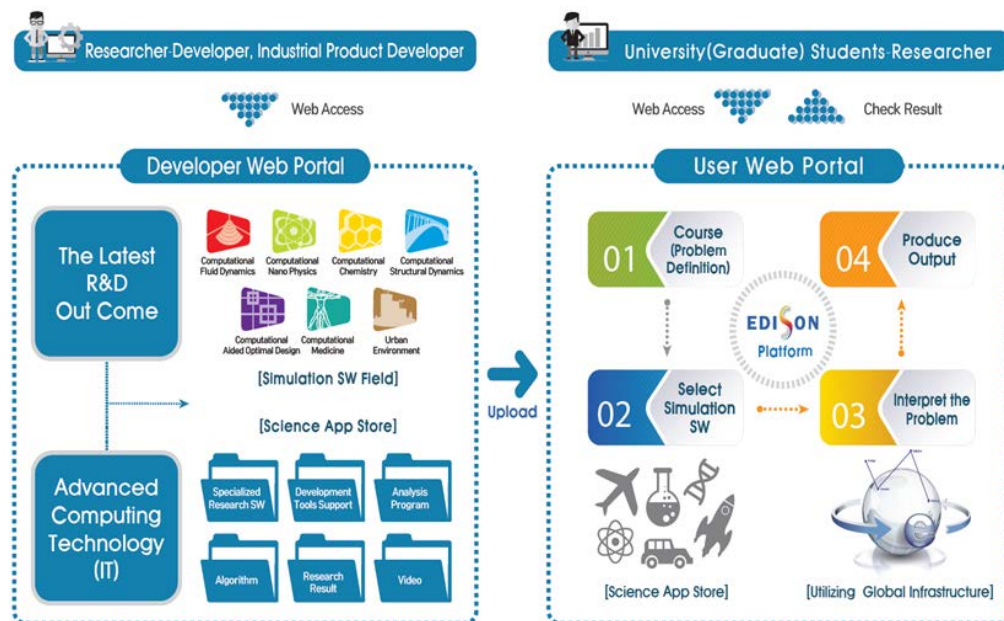 Researcher-Developer, Industrial Product Developer
Web Access
Developer Web Portal
The Latest
R&D
Out Come
Computational
Fluid Dynamics
Computational
Nano Physics
Computational
Chemistry
Computational
Structural Dynamics
Computational
Aided Optimal Design
Computational
Medicine
Urban
Environment
[Simulation SW Field]
[Science App Store]
Advanced
Computing
Technology
(IT)
Specialized
Research SW
Development
Tools Support
Analysis
Program
Algorithm
Research
Result
Video
Upload
University(Graduate) Students-Researcher
Web Access
Check Result
User Web Portal
01
Course
(Problem
Definition)
04
Produce
Output
EDISON
Platform
02
Select
Simulation
SW
03
Interpret the
Problem
[Science App Store]
[Utilizing Global Infrastructure]